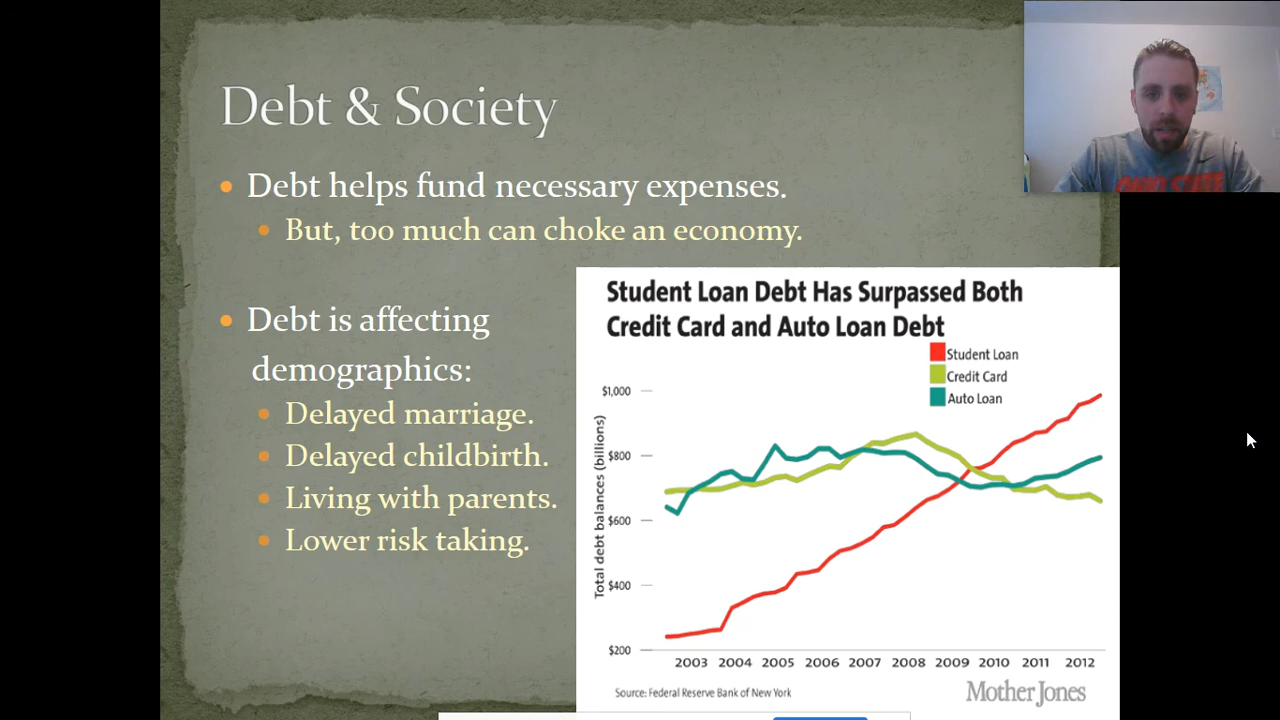 Debt & Society
Debt helps fund necessary expenses.
But, too much can choke an economy.
Debt is affecting
demographics:
Delayed marriage.
Delayed childbirth.
Living with parents.
Lower risk taking.
Student Loan Debt Has Surpassed Both
Credit Card and Auto Loan Debt
Student Loan
Credit Card
Auto Loan
Total debt balances (billions)
$1,000
$800
$600
$400
$200
2003 2004 2005 2006 2007 2008 2009 2010 2011 2012
Source: Federal Reserve Bank of New York
Mother Jones
OHIO STATE